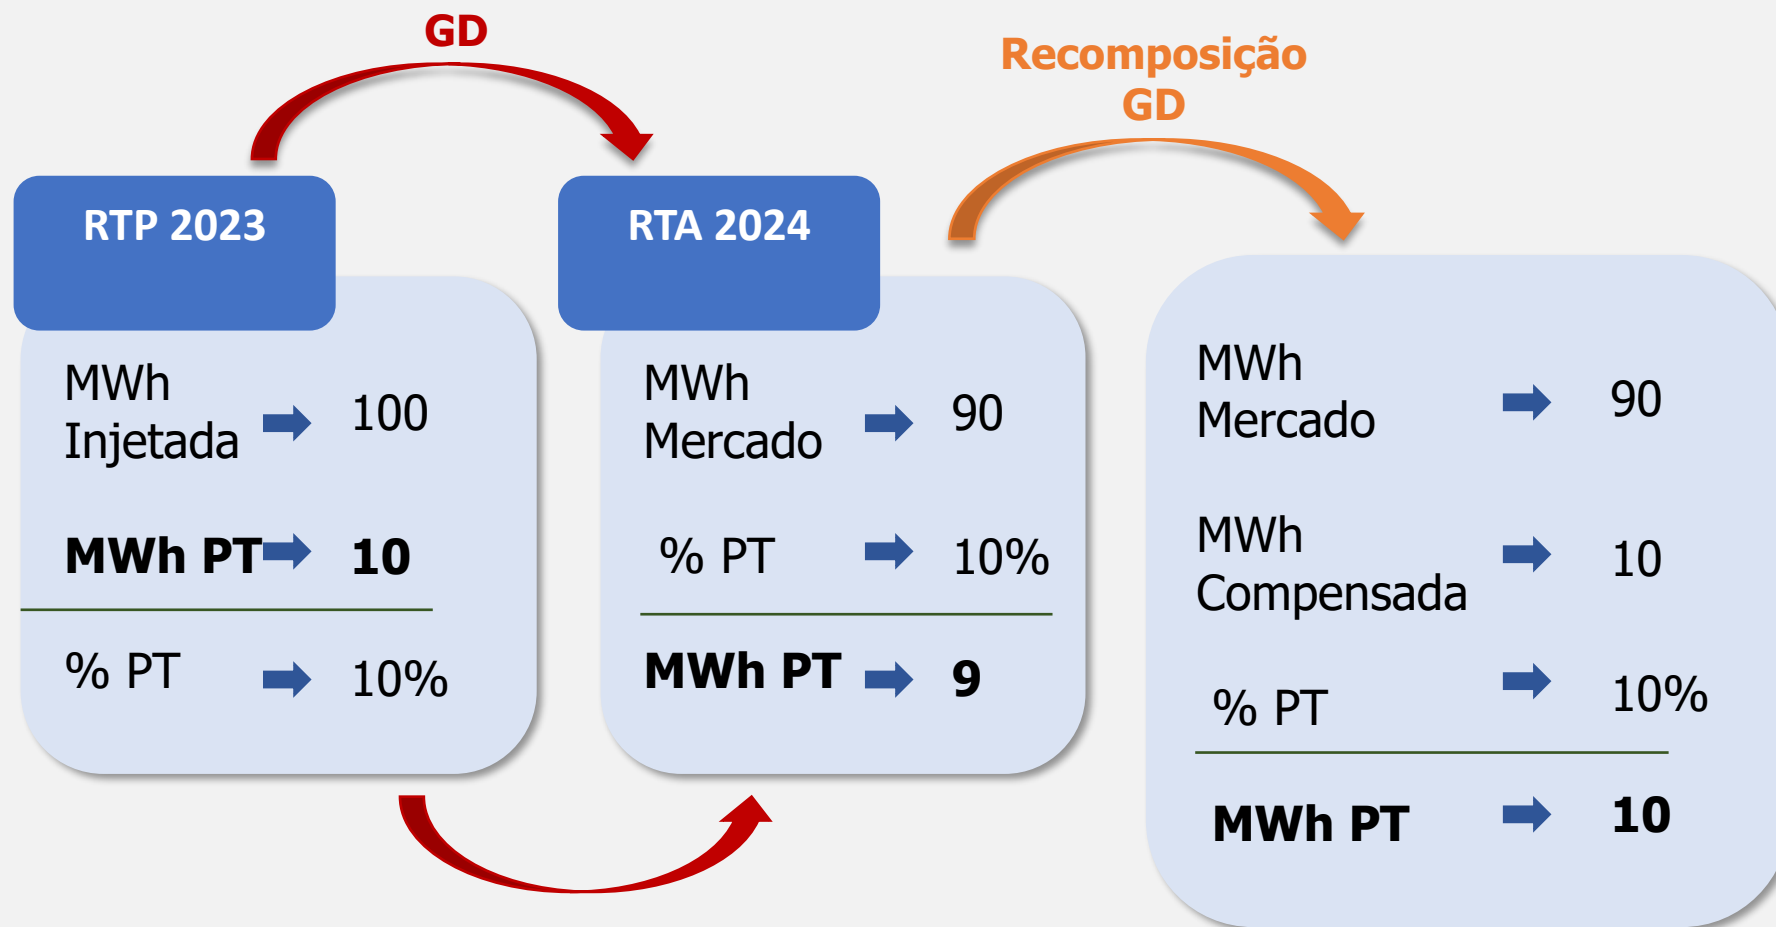 GD
Recomposição
GD
RTP 2023
MWh
Injetada
100
MWh PT
10
% PT
10%
RTA 2024
MWh
Mercado
90
% PT
10%
MWh PT
9
MWh
Mercado
90
MWh
Compensada
10
% PT
10%
MWh PT
10